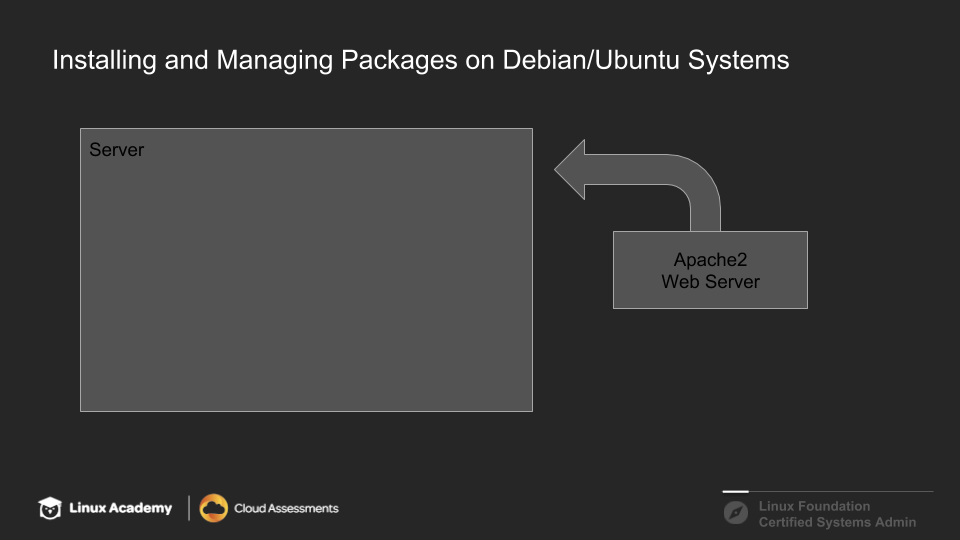 Installing and Managing Packages on Debian/Ubuntu Systems
Server
Apache2
Web Server
Linux Academy
Cloud Assessments
Linux Foundation
Certified Systems Admin